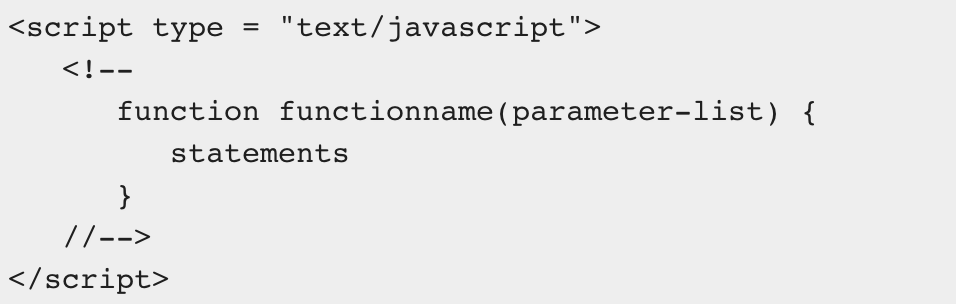 <script type = "text/javascript">
   <!--
      function functionname(parameter-list) {
         statements
      }
   //-->
</script>